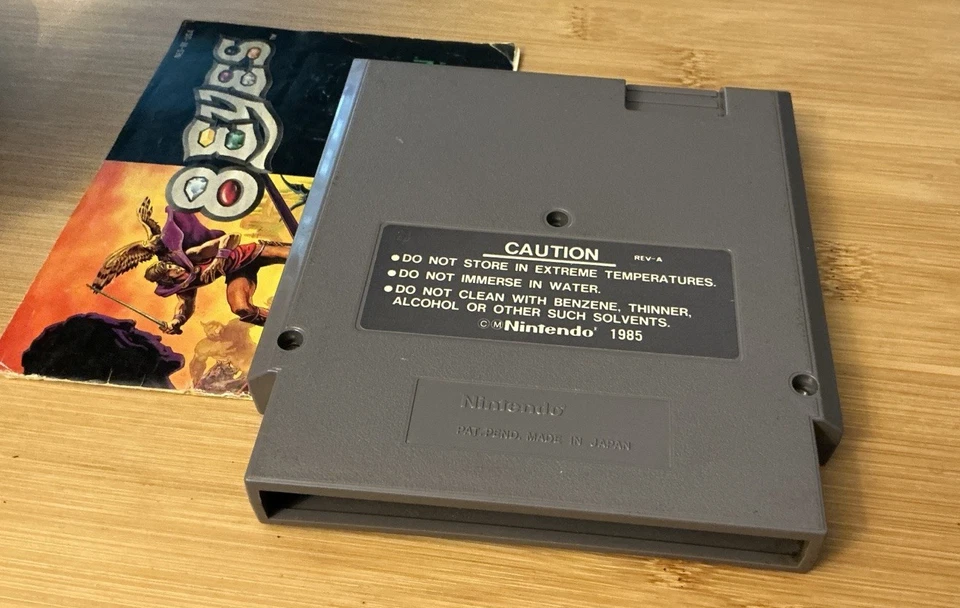 8 EYES
CAUTION
REV-A
●DO NOT STORE IN EXTREME TEMPERATURES.
●DO NOT IMMERSE IN WATER.
●DO NOT CLEAN WITH BENZENE, THINNER,
ALCOHOL OR OTHER SUCH SOLVENTS.
©M Nintendo® 1985
Nintendo®
PAT.PEND. MADE IN JAPAN